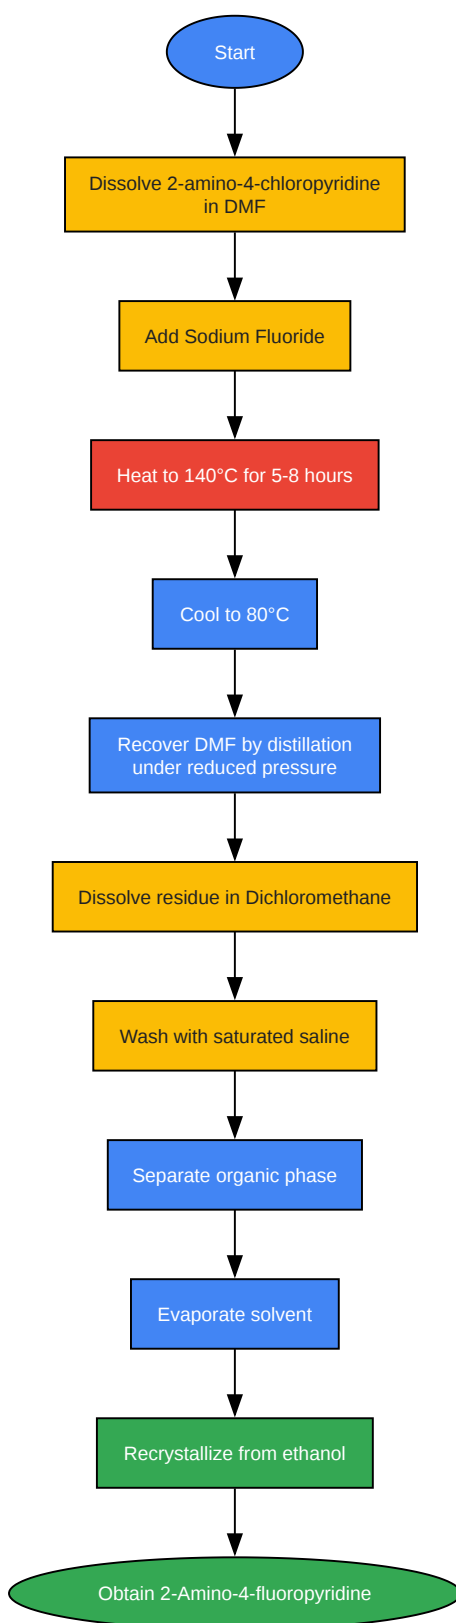 Start
Dissolve 2-amino-4-chloropyridine
in DMF
Add Sodium Fluoride
Heat to 140°C for 5-8 hours
Cool to 80°C
Recover DMF by distillation
under reduced pressure
Dissolve residue in Dichloromethane
Wash with saturated saline
Separate organic phase
Evaporate solvent
Recrystallize from ethanol
Obtain 2-Amino-4-fluoropyridine